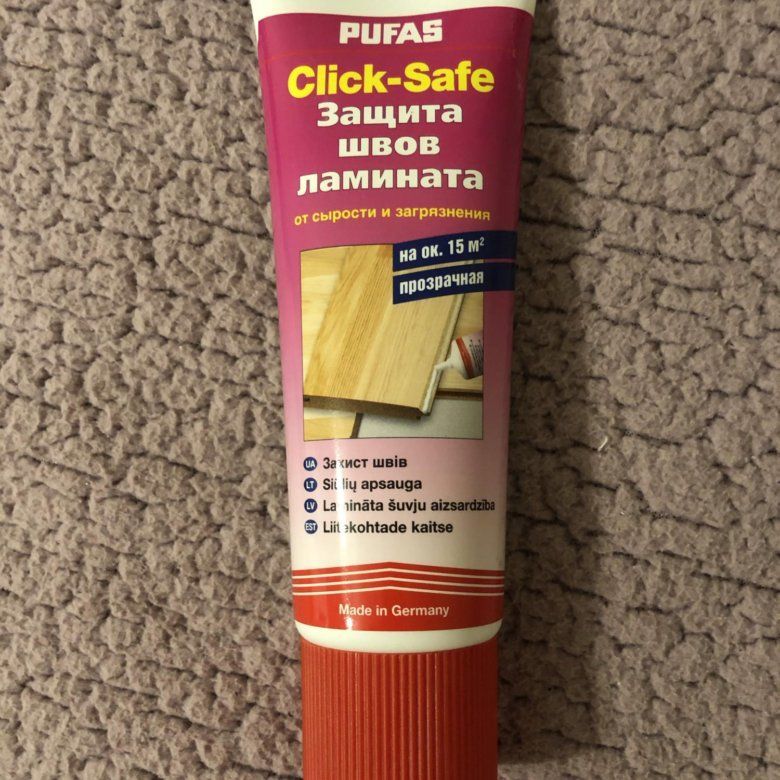 PUFAS
Click-Safe
Защита
швов
ламината
от сырости и загрязнения
на ок. 15 м²
прозрачная
UA Захист швів
LT Siūlių apsauga
LV Lamināta šuvju aizsardzība
EST Liitekohtade kaitse
Made in Germany